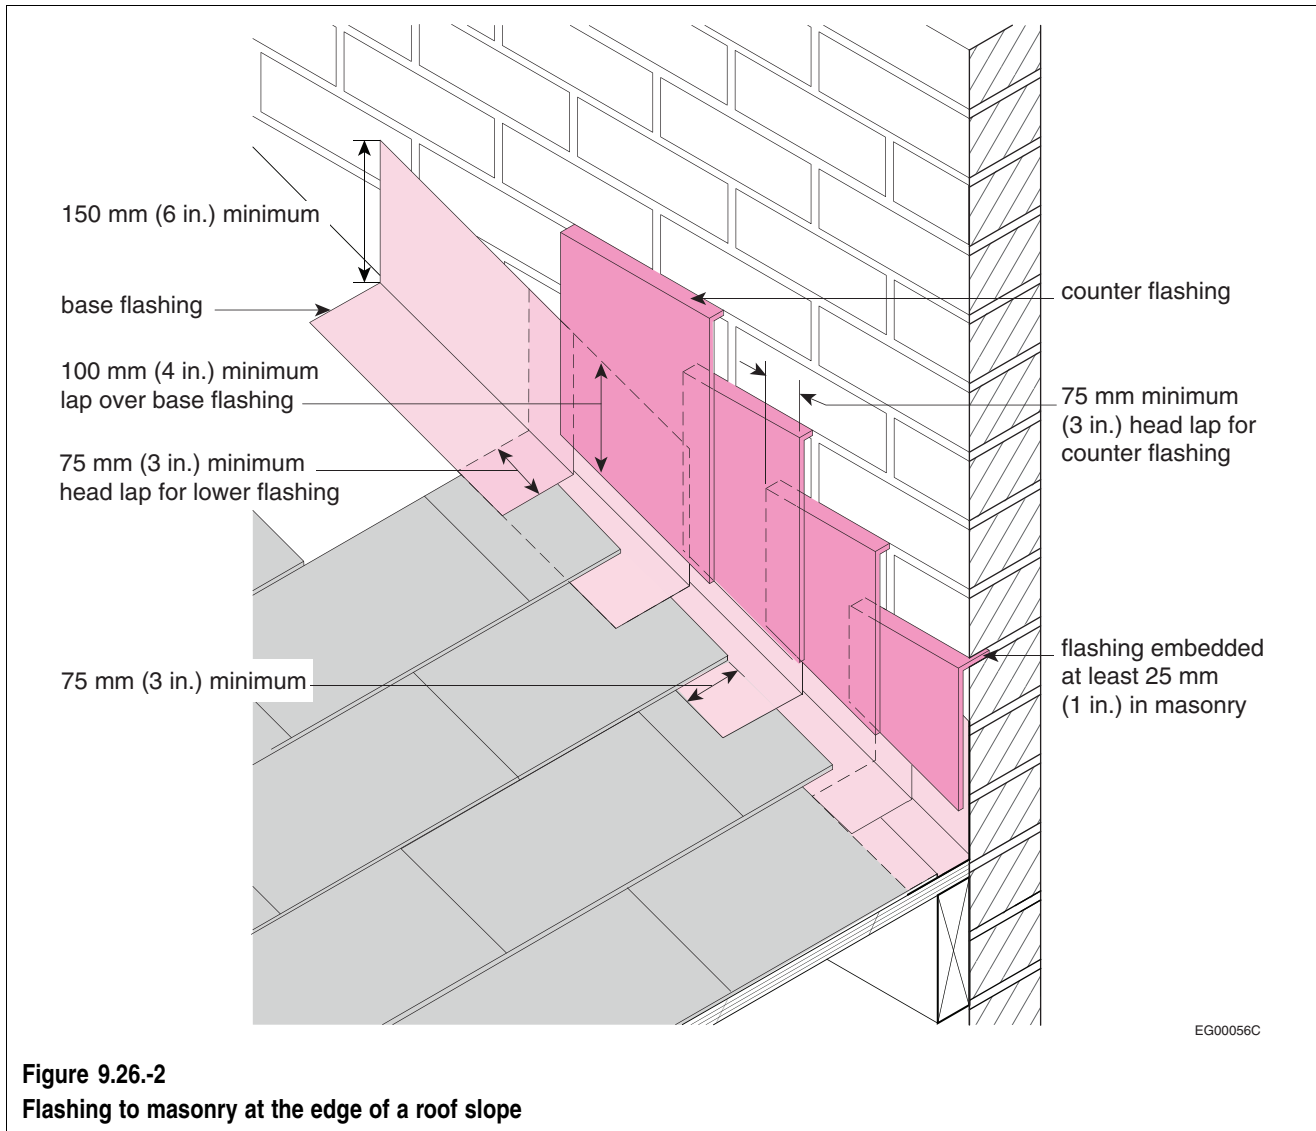 150 mm (6 in.) minimum
base flashing
100 mm (4 in.) minimum
lap over base flashing
75 mm (3 in.) minimum
head lap for lower flashing
75 mm (3 in.) minimum
counter flashing
75 mm minimum
(3 in.) head lap for
counter flashing
flashing embedded
at least 25 mm
(1 in.) in masonry
EG00056C
Figure 9.26.-2
Flashing to masonry at the edge of a roof slope